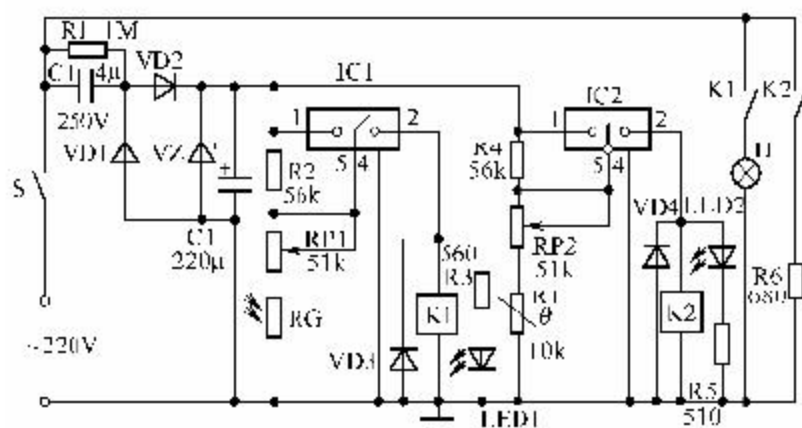 R1 1M
VD2
C1 4μ
250V
IC1
IC2
K1 K2
1 2
1 2
5 4
5 4
VD1
VZ
R2
56k
R4
56k
H
S
+
C1
220μ
RP1
51k
560
R3
RP2
51k
VD4 LED2
R6
680
~220V
RG
K1
θ
10k
K2
VD3
R5
510
LED1